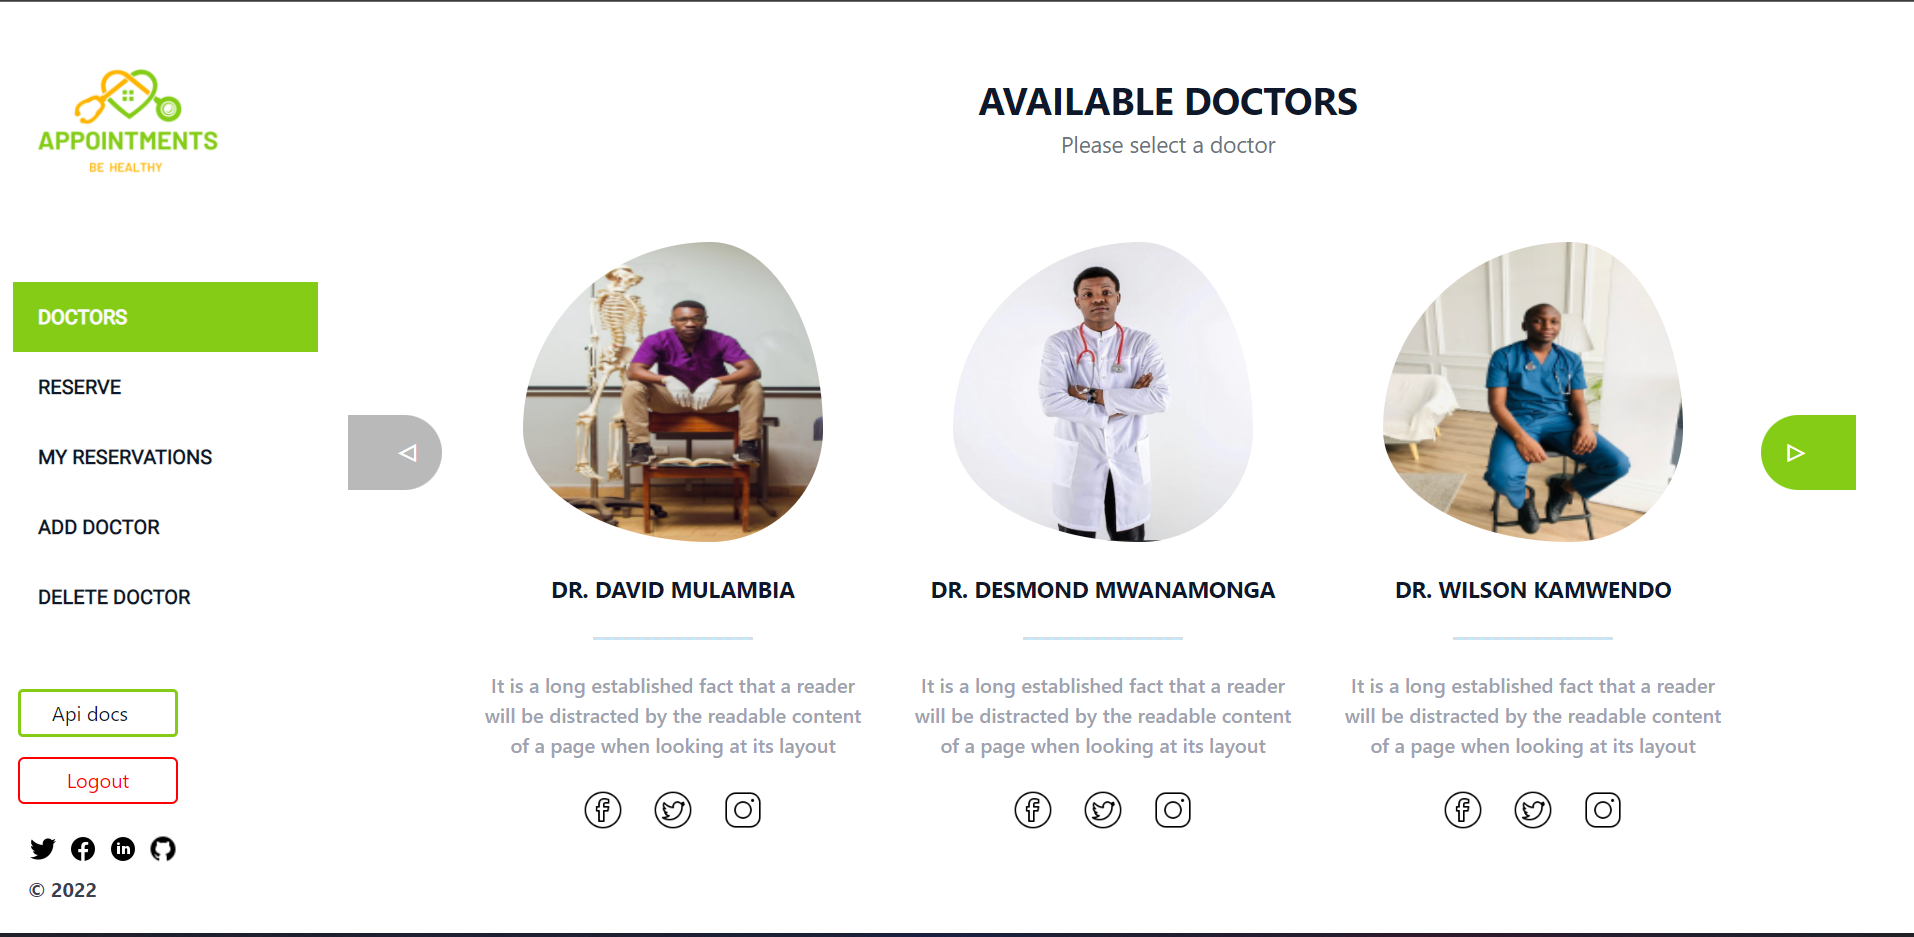 APPOINTMENTS
BE HEALTHY
DOCTORS
RESERVE
MY RESERVATIONS
ADD DOCTOR
DELETE DOCTOR
Api docs
Logout
© 2022
AVAILABLE DOCTORS
Please select a doctor
DR. DAVID MULAMBIA
It is a long established fact that a reader
will be distracted by the readable content
of a page when looking at its layout
DR. DESMOND MWANAMONGA
It is a long established fact that a reader
will be distracted by the readable content
of a page when looking at its layout
DR. WILSON KAMWENDO
It is a long established fact that a reader
will be distracted by the readable content
of a page when looking at its layout